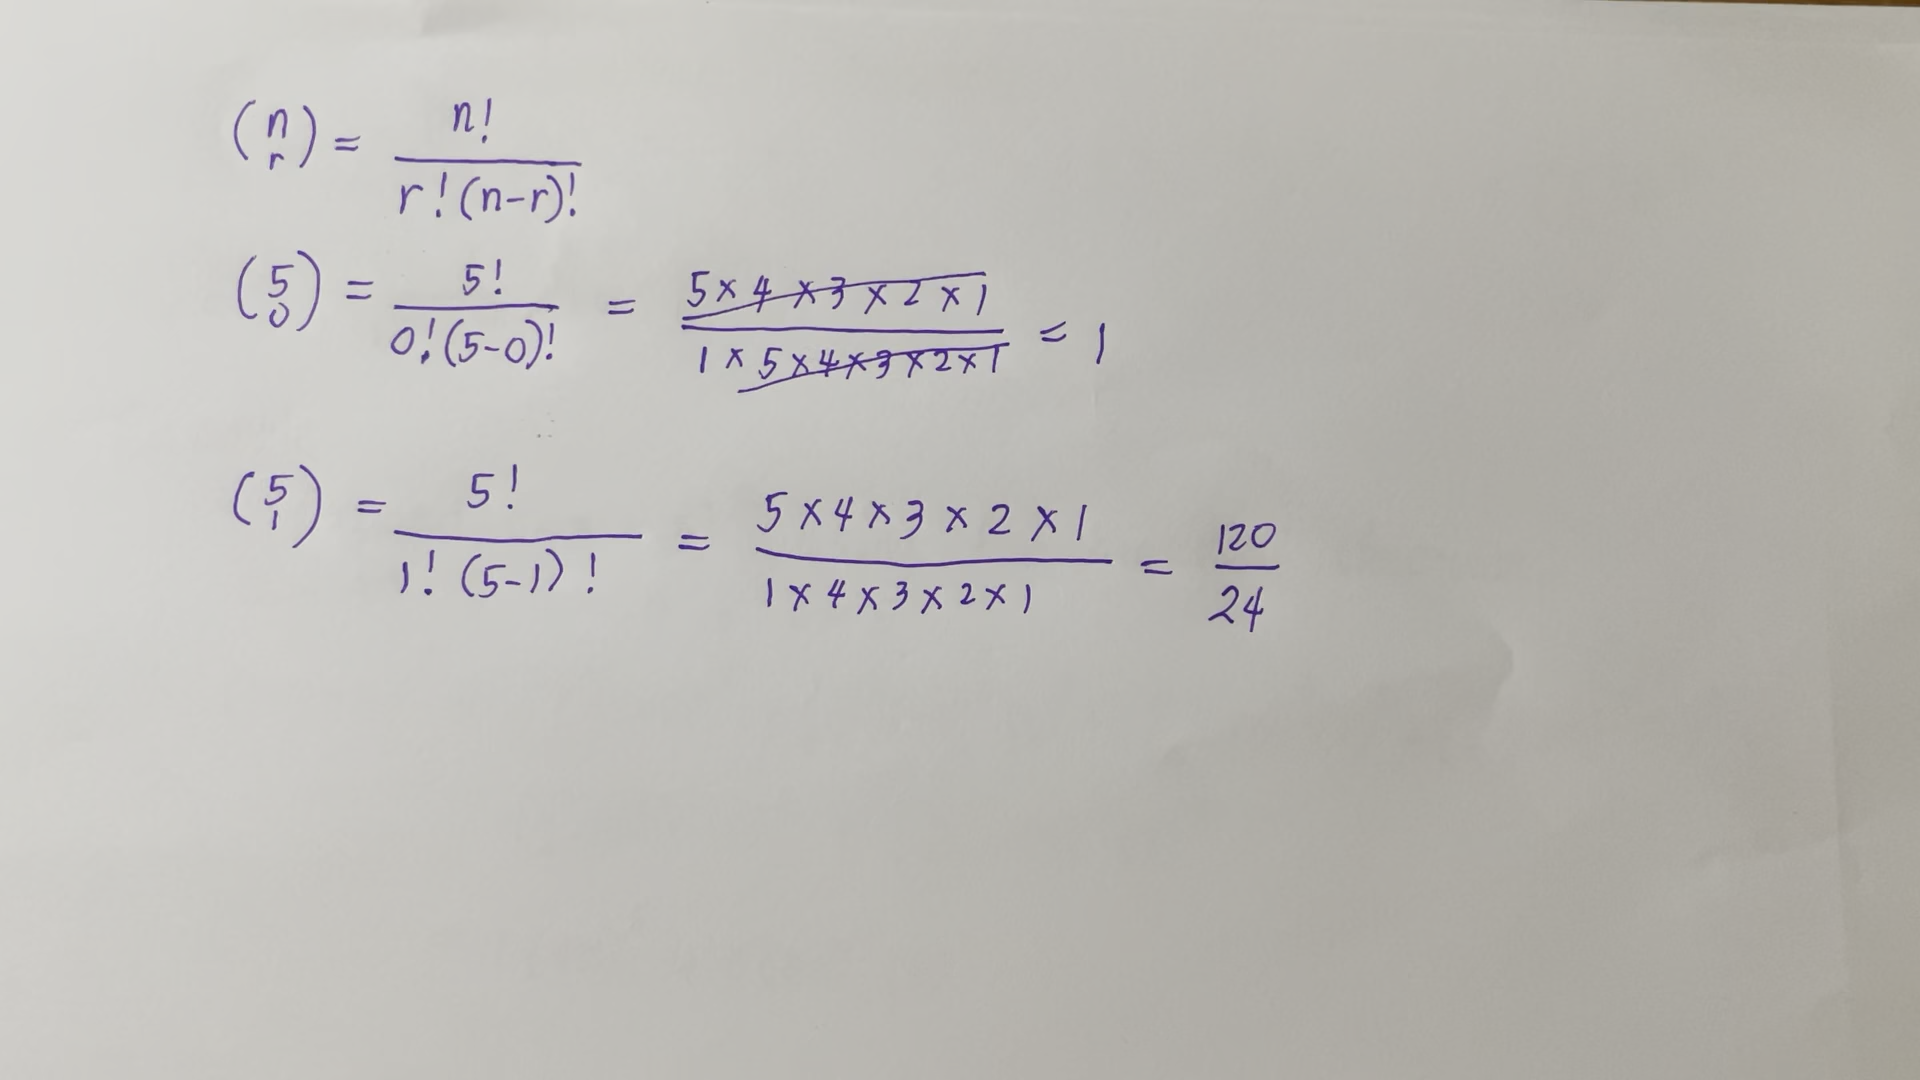 (n r) = n! / r!(n-r)!
(5 0) = 5! / 0!(5-0)! = 5×4×3×2×1 / 1×5×4×3×2×1 = 1
(5 1) = 5! / 1!(5-1)! = 5×4×3×2×1 / 1×4×3×2×1 = 120 / 24